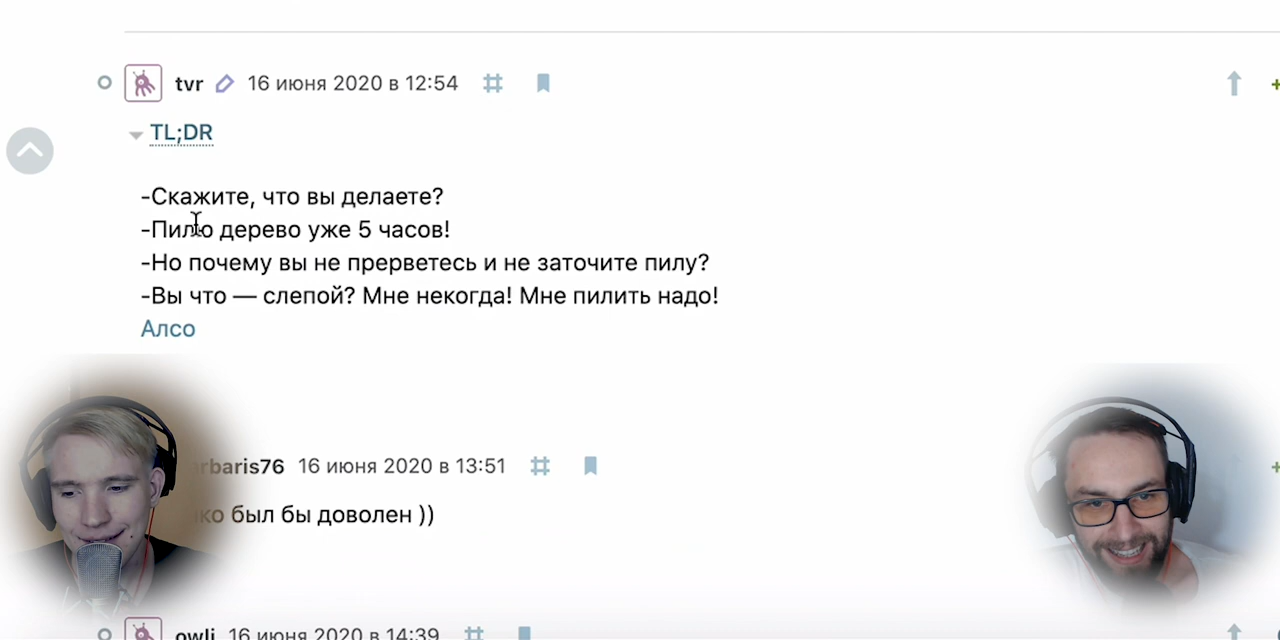 tvr 16 июня 2020 в 12:54
TL;DR
-Скажите, что вы делаете?
-Пилю дерево уже 5 часов!
-Но почему вы не прерветесь и не заточите пилу?
-Вы что — слепой? Мне некогда! Мне пилить надо!
Алсо
16 июня 2020 в 13:51
был бы доволен ))
owli 16 июня 2020 в 14:39